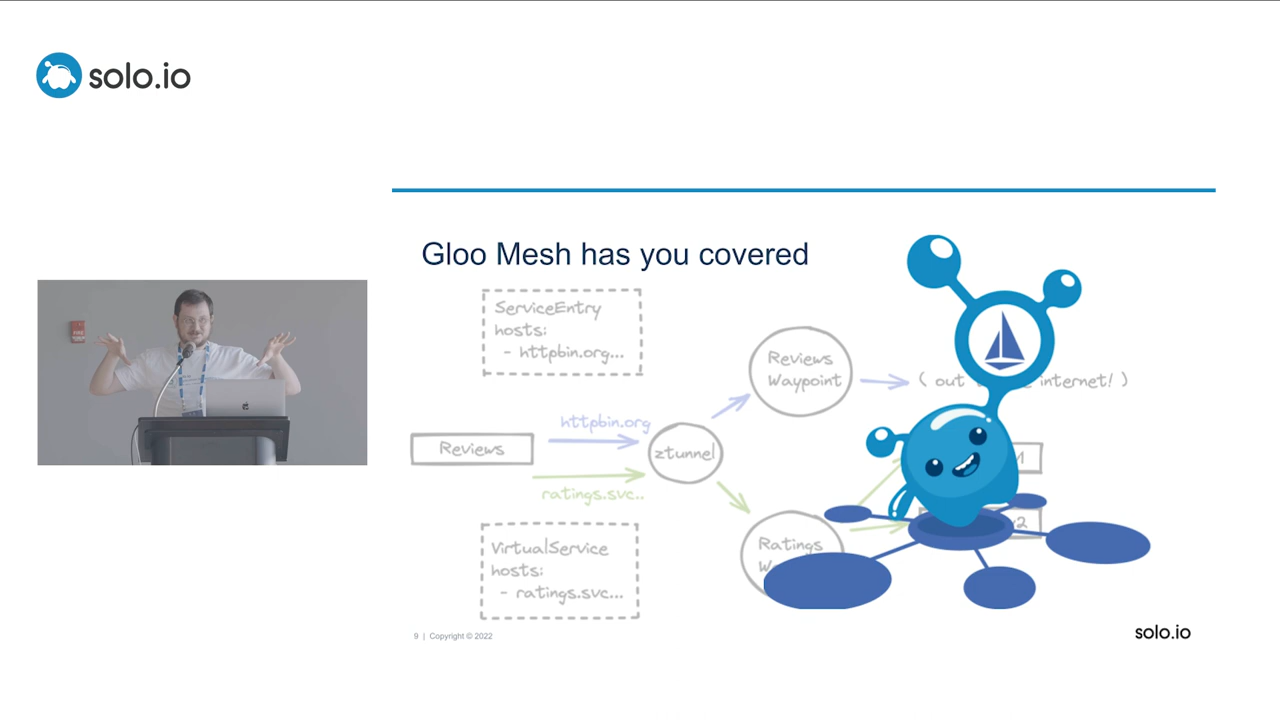 solo.io
Gloo Mesh has you covered
ServiceEntry
hosts:
- httpbin.org...
Reviews
Waypoint
( out internet! )
httpbin.org
Reviews
ztunnel
ratings.svc..
VirtualService
hosts:
- ratings.svc...
Ratings
9 | Copyright © 2022
solo.io